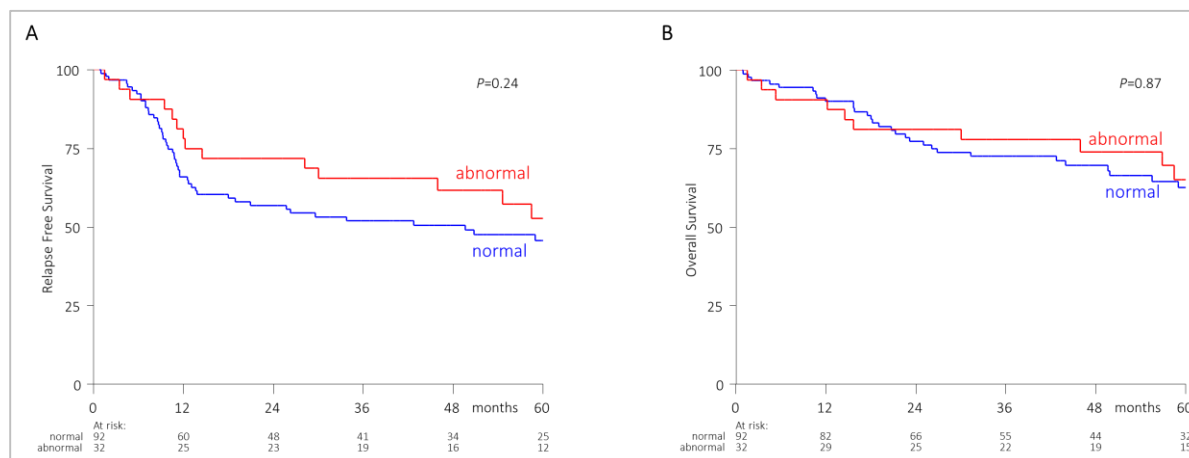 A
Relapse Free Survival
100
75
50
25
0
P=0.24
abnormal
normal
0 12 24 36 48 months 60
At risk:
normal 92 60 48 41 34 25
abnormal 32 25 23 19 16 12
B
Overall Survival
100
75
50
25
0
P=0.87
abnormal
normal
0 12 24 36 48 months 60
At risk:
normal 92 82 66 55 44 32
abnormal 32 29 25 22 19 15